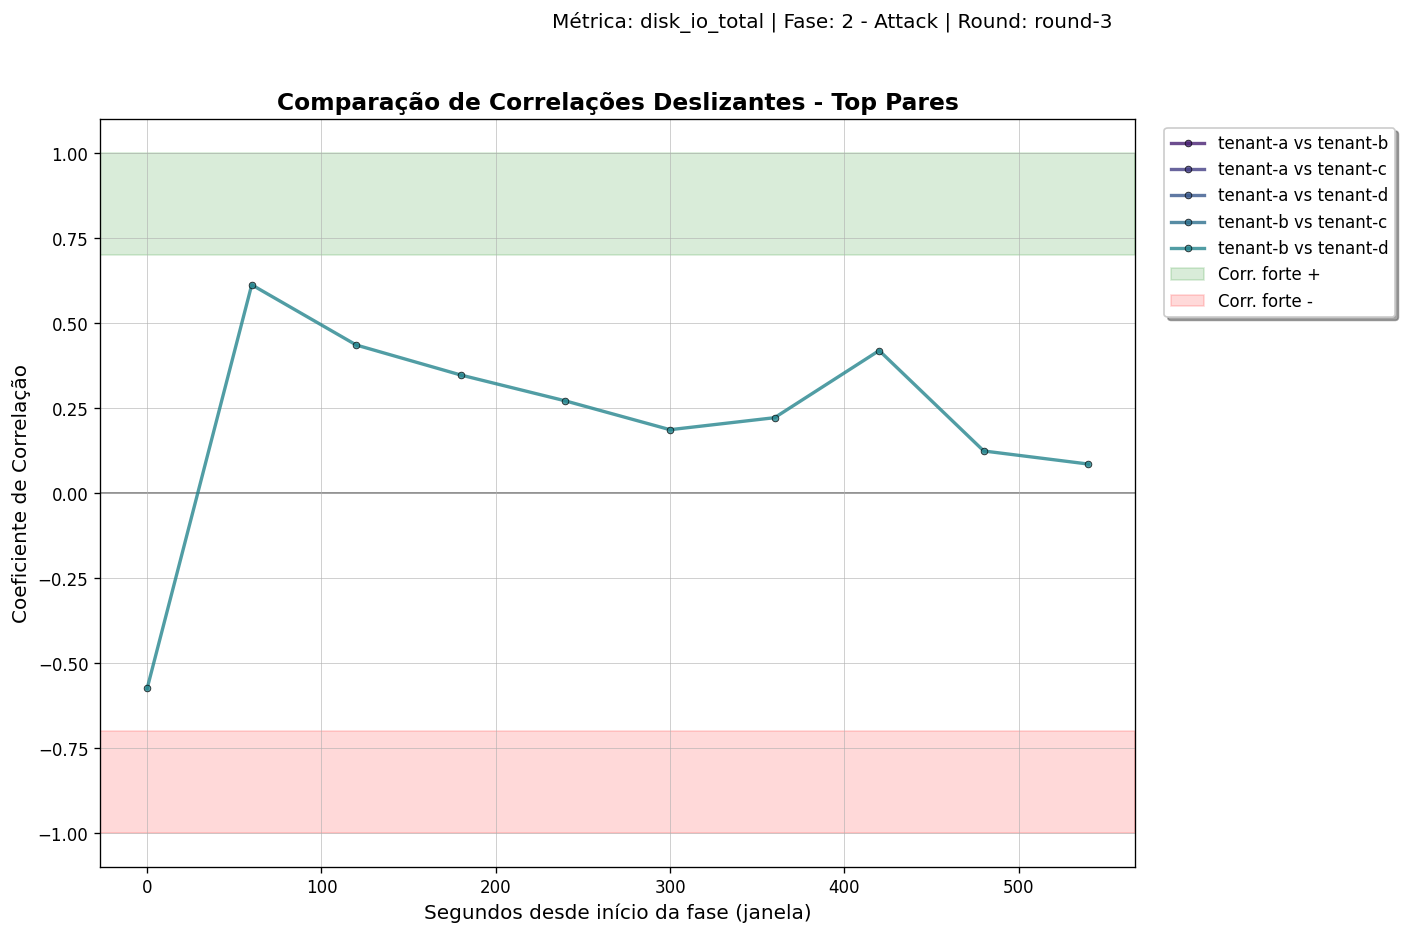 Métrica: disk_io_total | Fase: 2 - Attack | Round: round-3
Comparação de Correlações Deslizantes - Top Pares
Coeficiente de Correlação
1.00
0.75
0.50
0.25
0.00
−0.25
−0.50
−0.75
−1.00
0
100
200
300
400
500
Segundos desde início da fase (janela)
tenant-a vs tenant-b
tenant-a vs tenant-c
tenant-a vs tenant-d
tenant-b vs tenant-c
tenant-b vs tenant-d
Corr. forte +
Corr. forte -